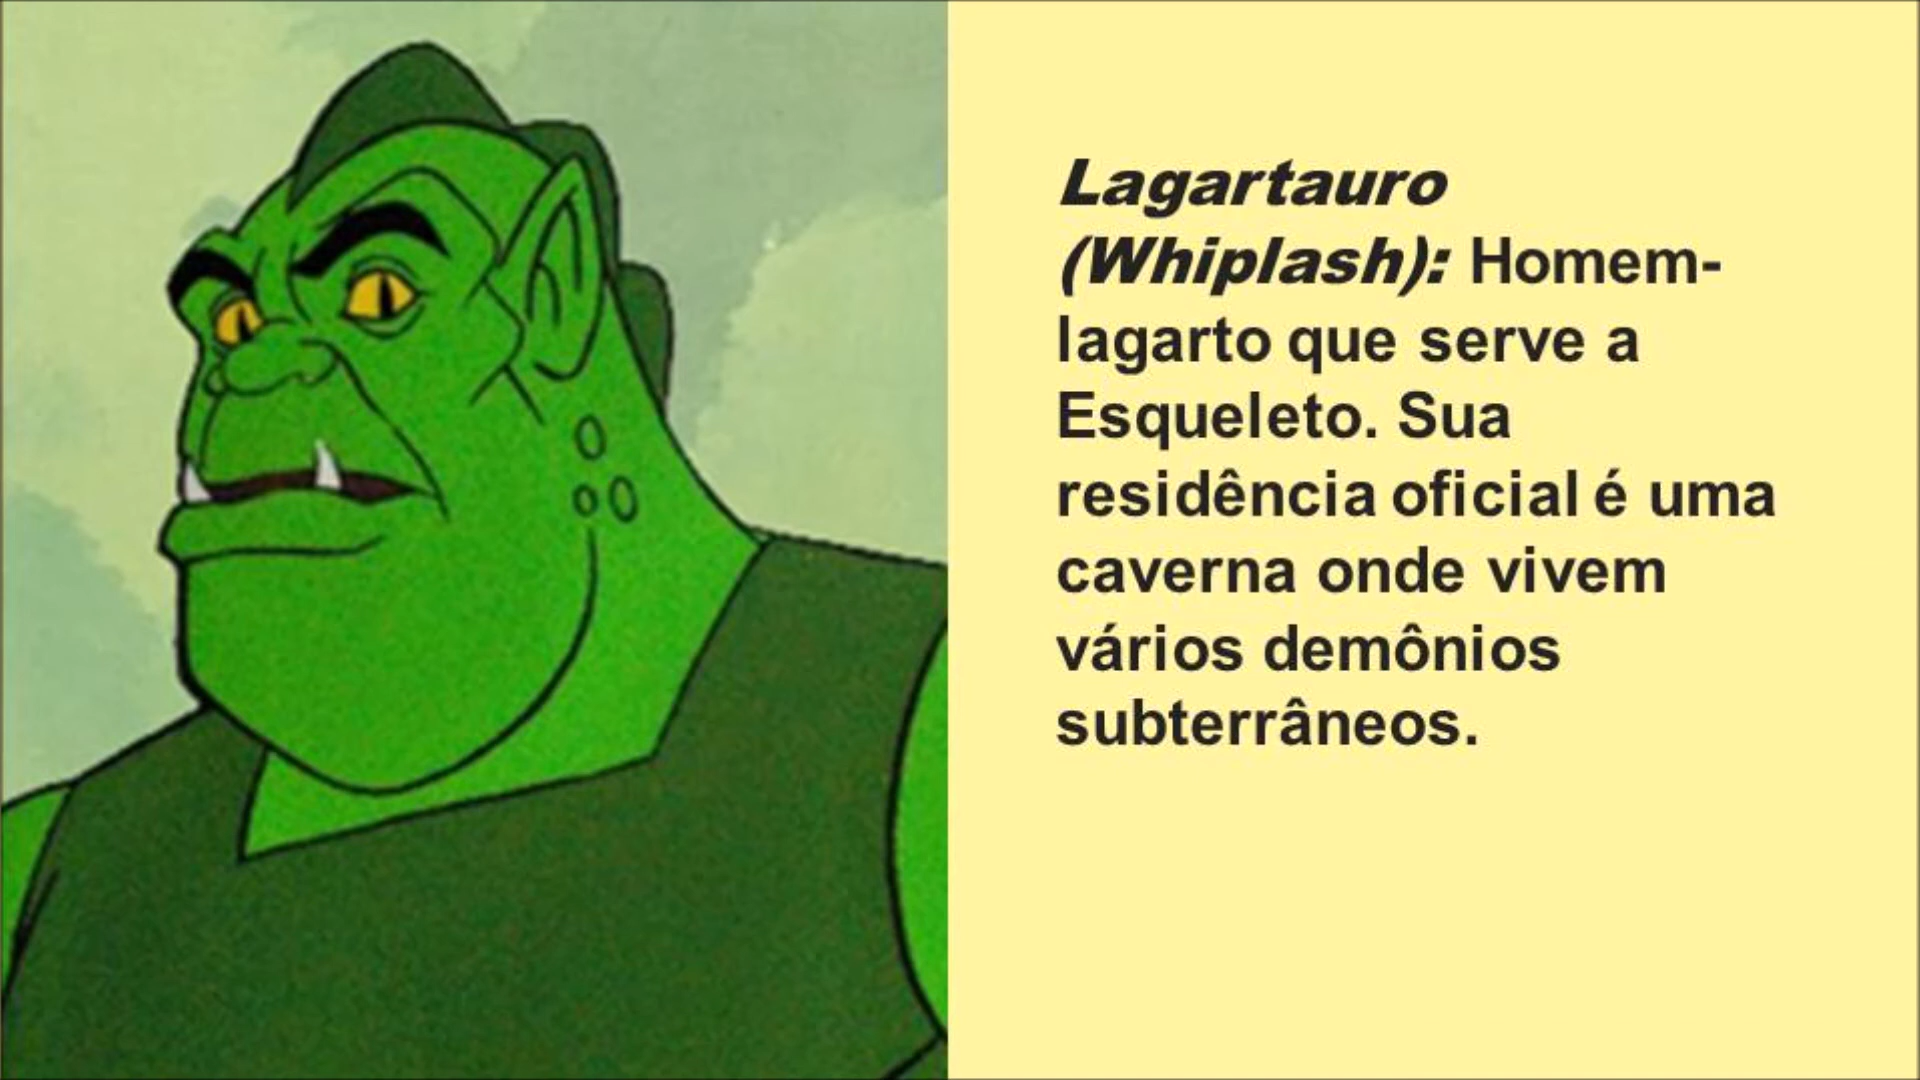 Lagartauro
(Whiplash): Homem-
lagarto que serve a
Esqueleto. Sua
residência oficial é uma
caverna onde vivem
vários demônios
subterrâneos.